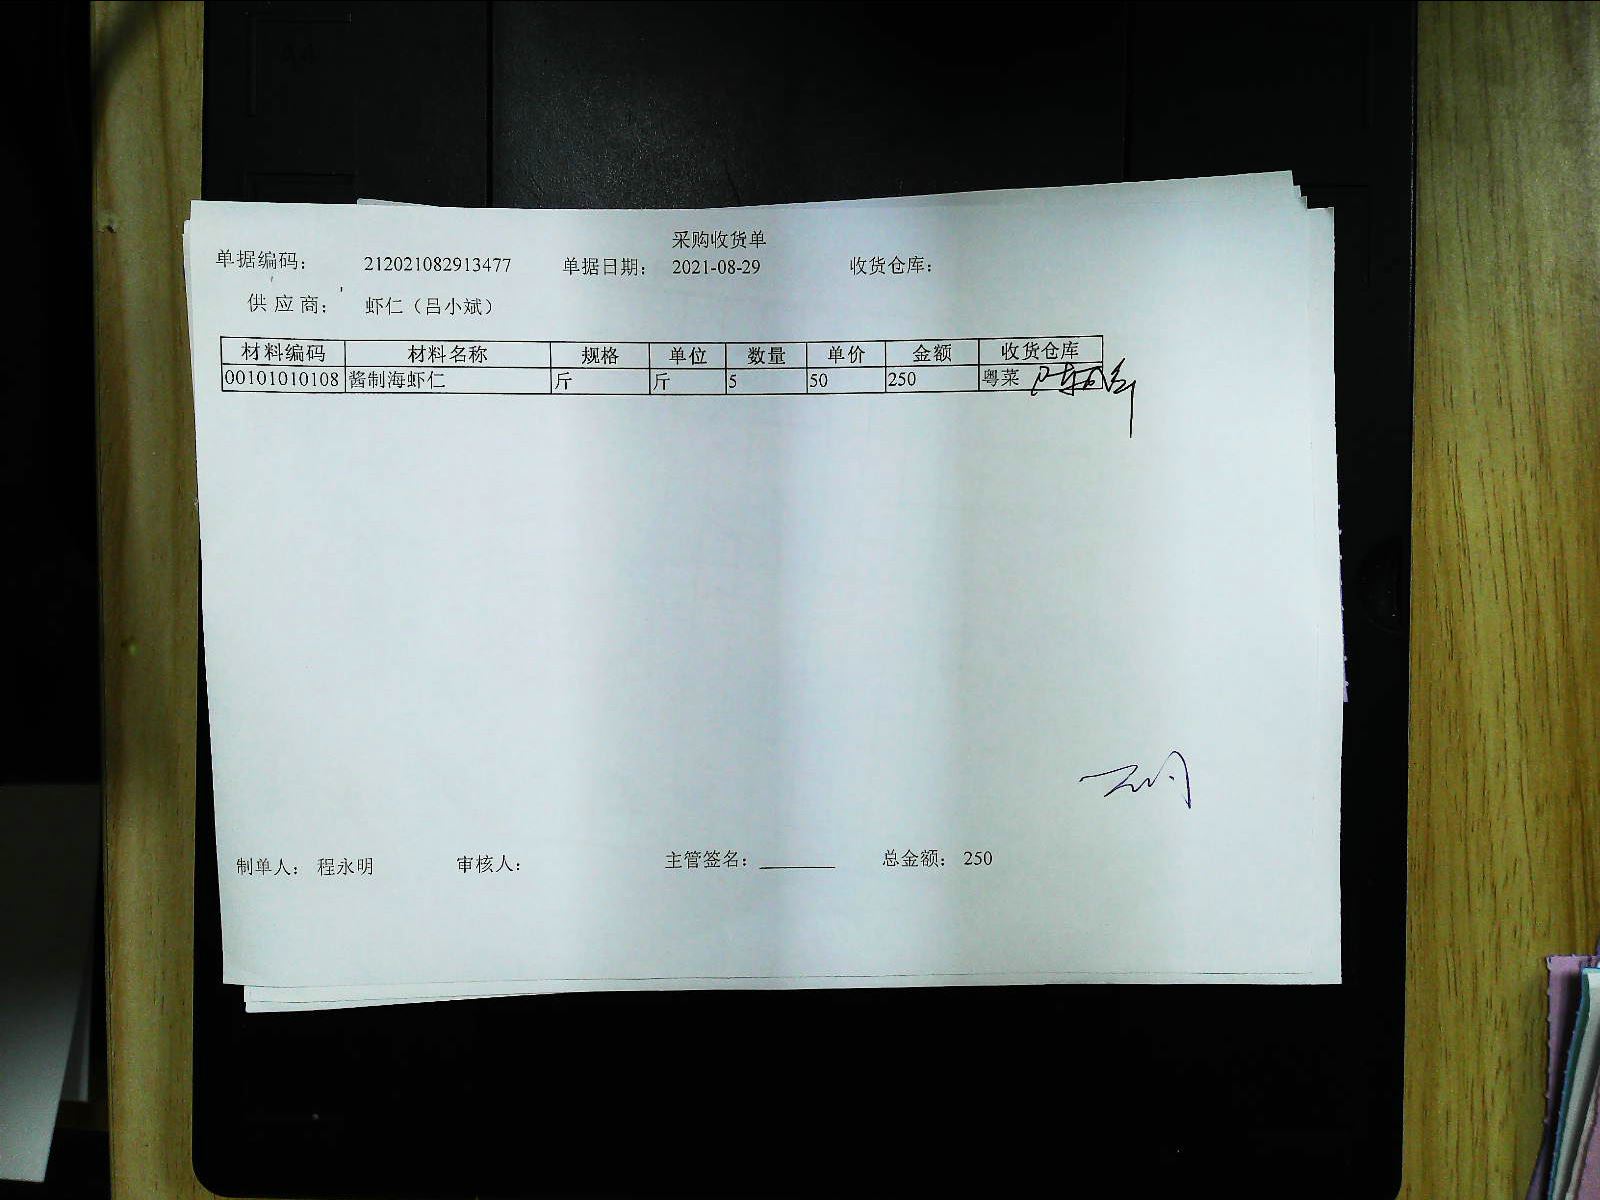 采购收货单
单据编码： 212021082913477 单据日期： 2021-08-29 收货仓库：
供应商： 虾仁（吕小斌）
材料编码 材料名称 规格 单位 数量 单价 金额 收货仓库
00101010108 酱制海虾仁 斤 斤 5 50 250 粤菜
制单人： 程永明 审核人： 主管签名： 总金额： 250